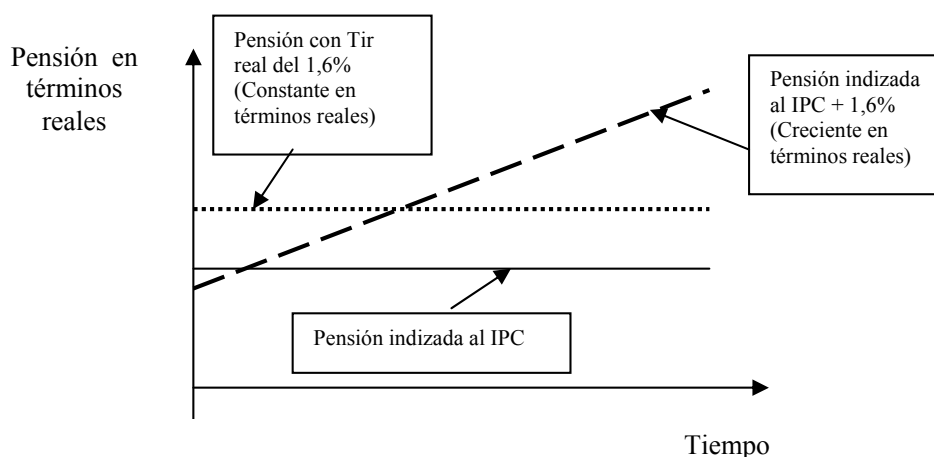 Pensión en
términos
reales
Pensión con Tir
real del 1,6%
(Constante en
términos reales)
Pensión indizada
al IPC + 1,6%
(Creciente en
términos reales)
Pensión indizada al IPC
Tiempo